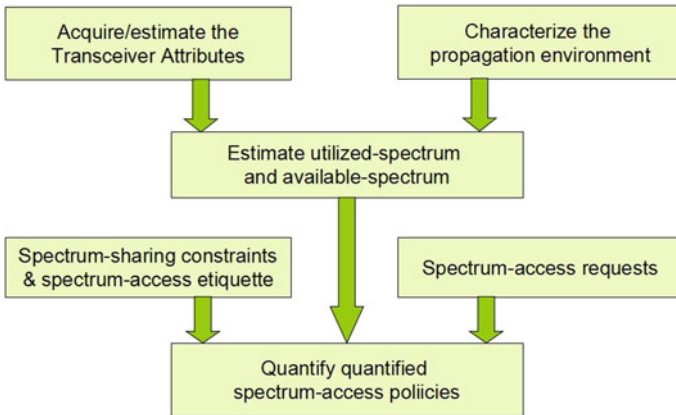 Acquire/estimate the
Transceiver Attributes
Characterize the
propagation environment
Estimate utilized-spectrum
and available-spectrum
Spectrum-sharing constraints
& spectrum-access etiquette
Spectrum-access requests
Quantify quantified
spectrum-access poliicies